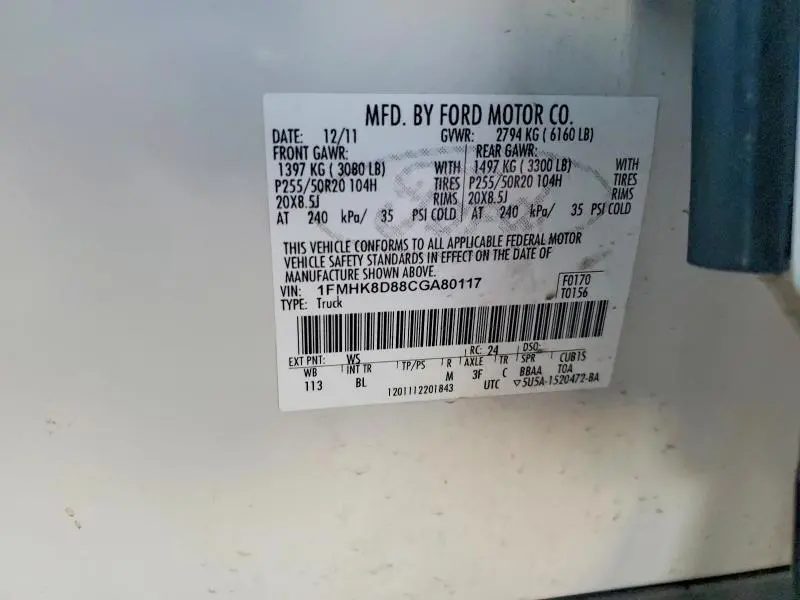 MFD. BY FORD MOTOR CO.
DATE: 12/11 GVWR: 2794 KG ( 6160 LB)
FRONT GAWR: REAR GAWR:
1397 KG ( 3080 LB) WITH 1497 KG ( 3300 LB) WITH
P255/50R20 104H TIRES P255/50R20 104H TIRES
20X8.5J RIMS 20X8.5J RIMS
AT 240 kPa/ 35 PSI COLD AT 240 kPa/ 35 PSI COLD
THIS VEHICLE CONFORMS TO ALL APPLICABLE FEDERAL MOTOR
VEHICLE SAFETY STANDARDS IN EFFECT ON THE DATE OF
MANUFACTURE SHOWN ABOVE.
VIN: 1FMHK8D88CGA80117 F0170
TYPE: Truck T0156
EXT PNT: WS RC: 24 DSO:
WB INT TR TP/PS R AXLE TR SPR CUB15
113 BL M 3F C BBAA TOA
1201112201843 UTC ▽5U5A-1520472-BA